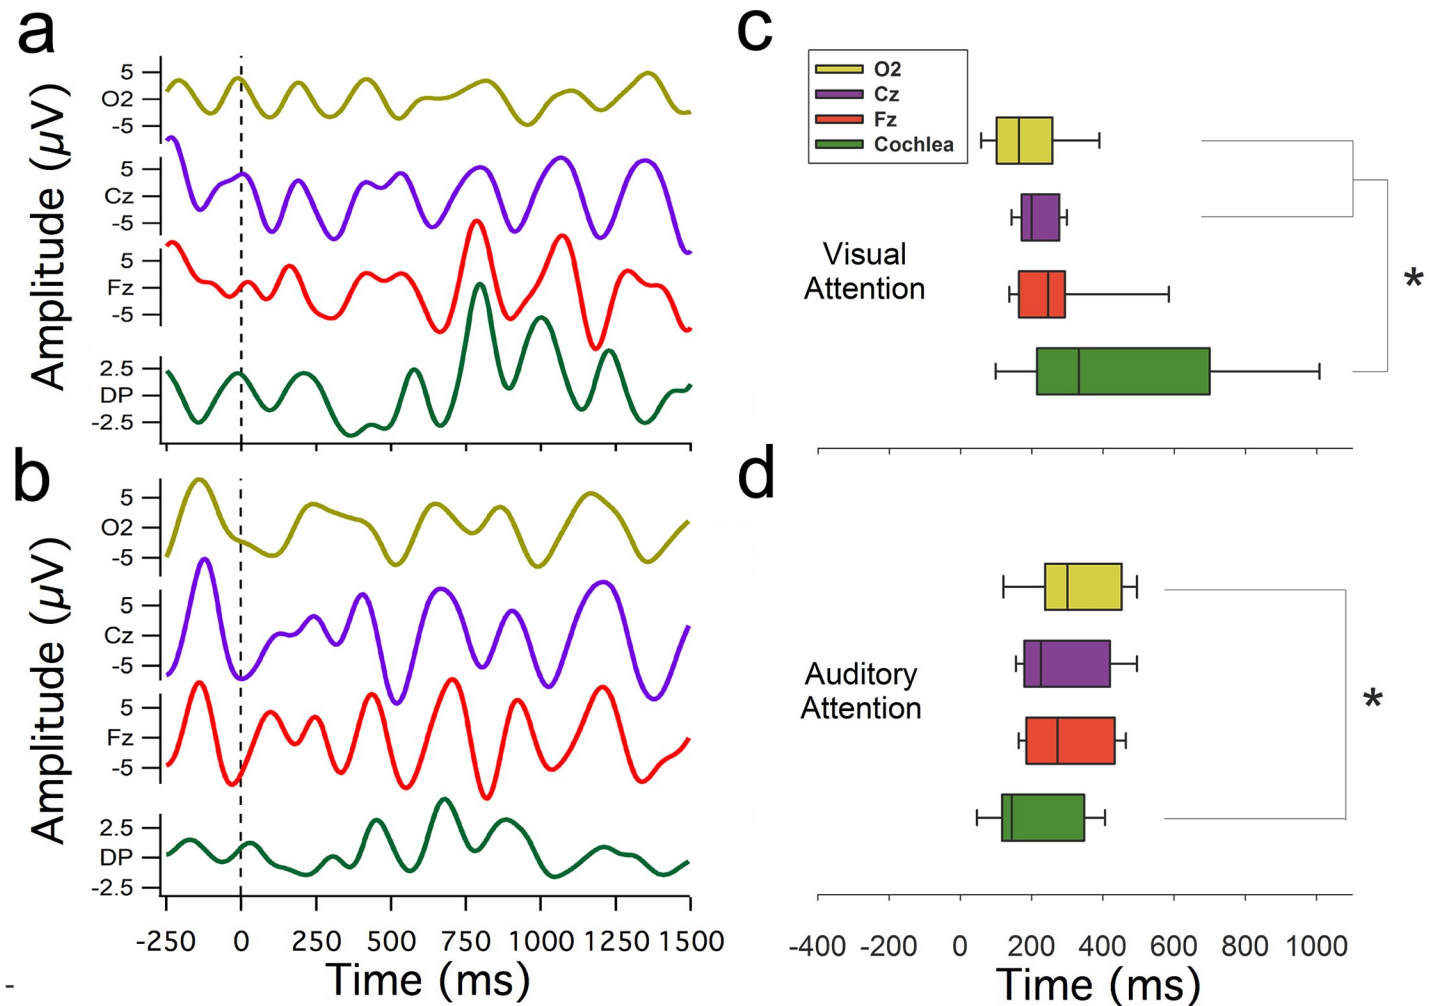 a
Amplitude (µV)
5
O2
-5
5
Cz
-5
5
Fz
-5
2.5
DP
-2.5
b
Amplitude (µV)
5
O2
-5
5
Cz
-5
5
Fz
-5
2.5
DP
-2.5
-250 0 250 500 750 1000 1250 1500
Time (ms)
-
c
O2
Cz
Fz
Cochlea
Visual
Attention
*
d
Auditory
Attention
*
-400 -200 0 200 400 600 800 1000
Time (ms)